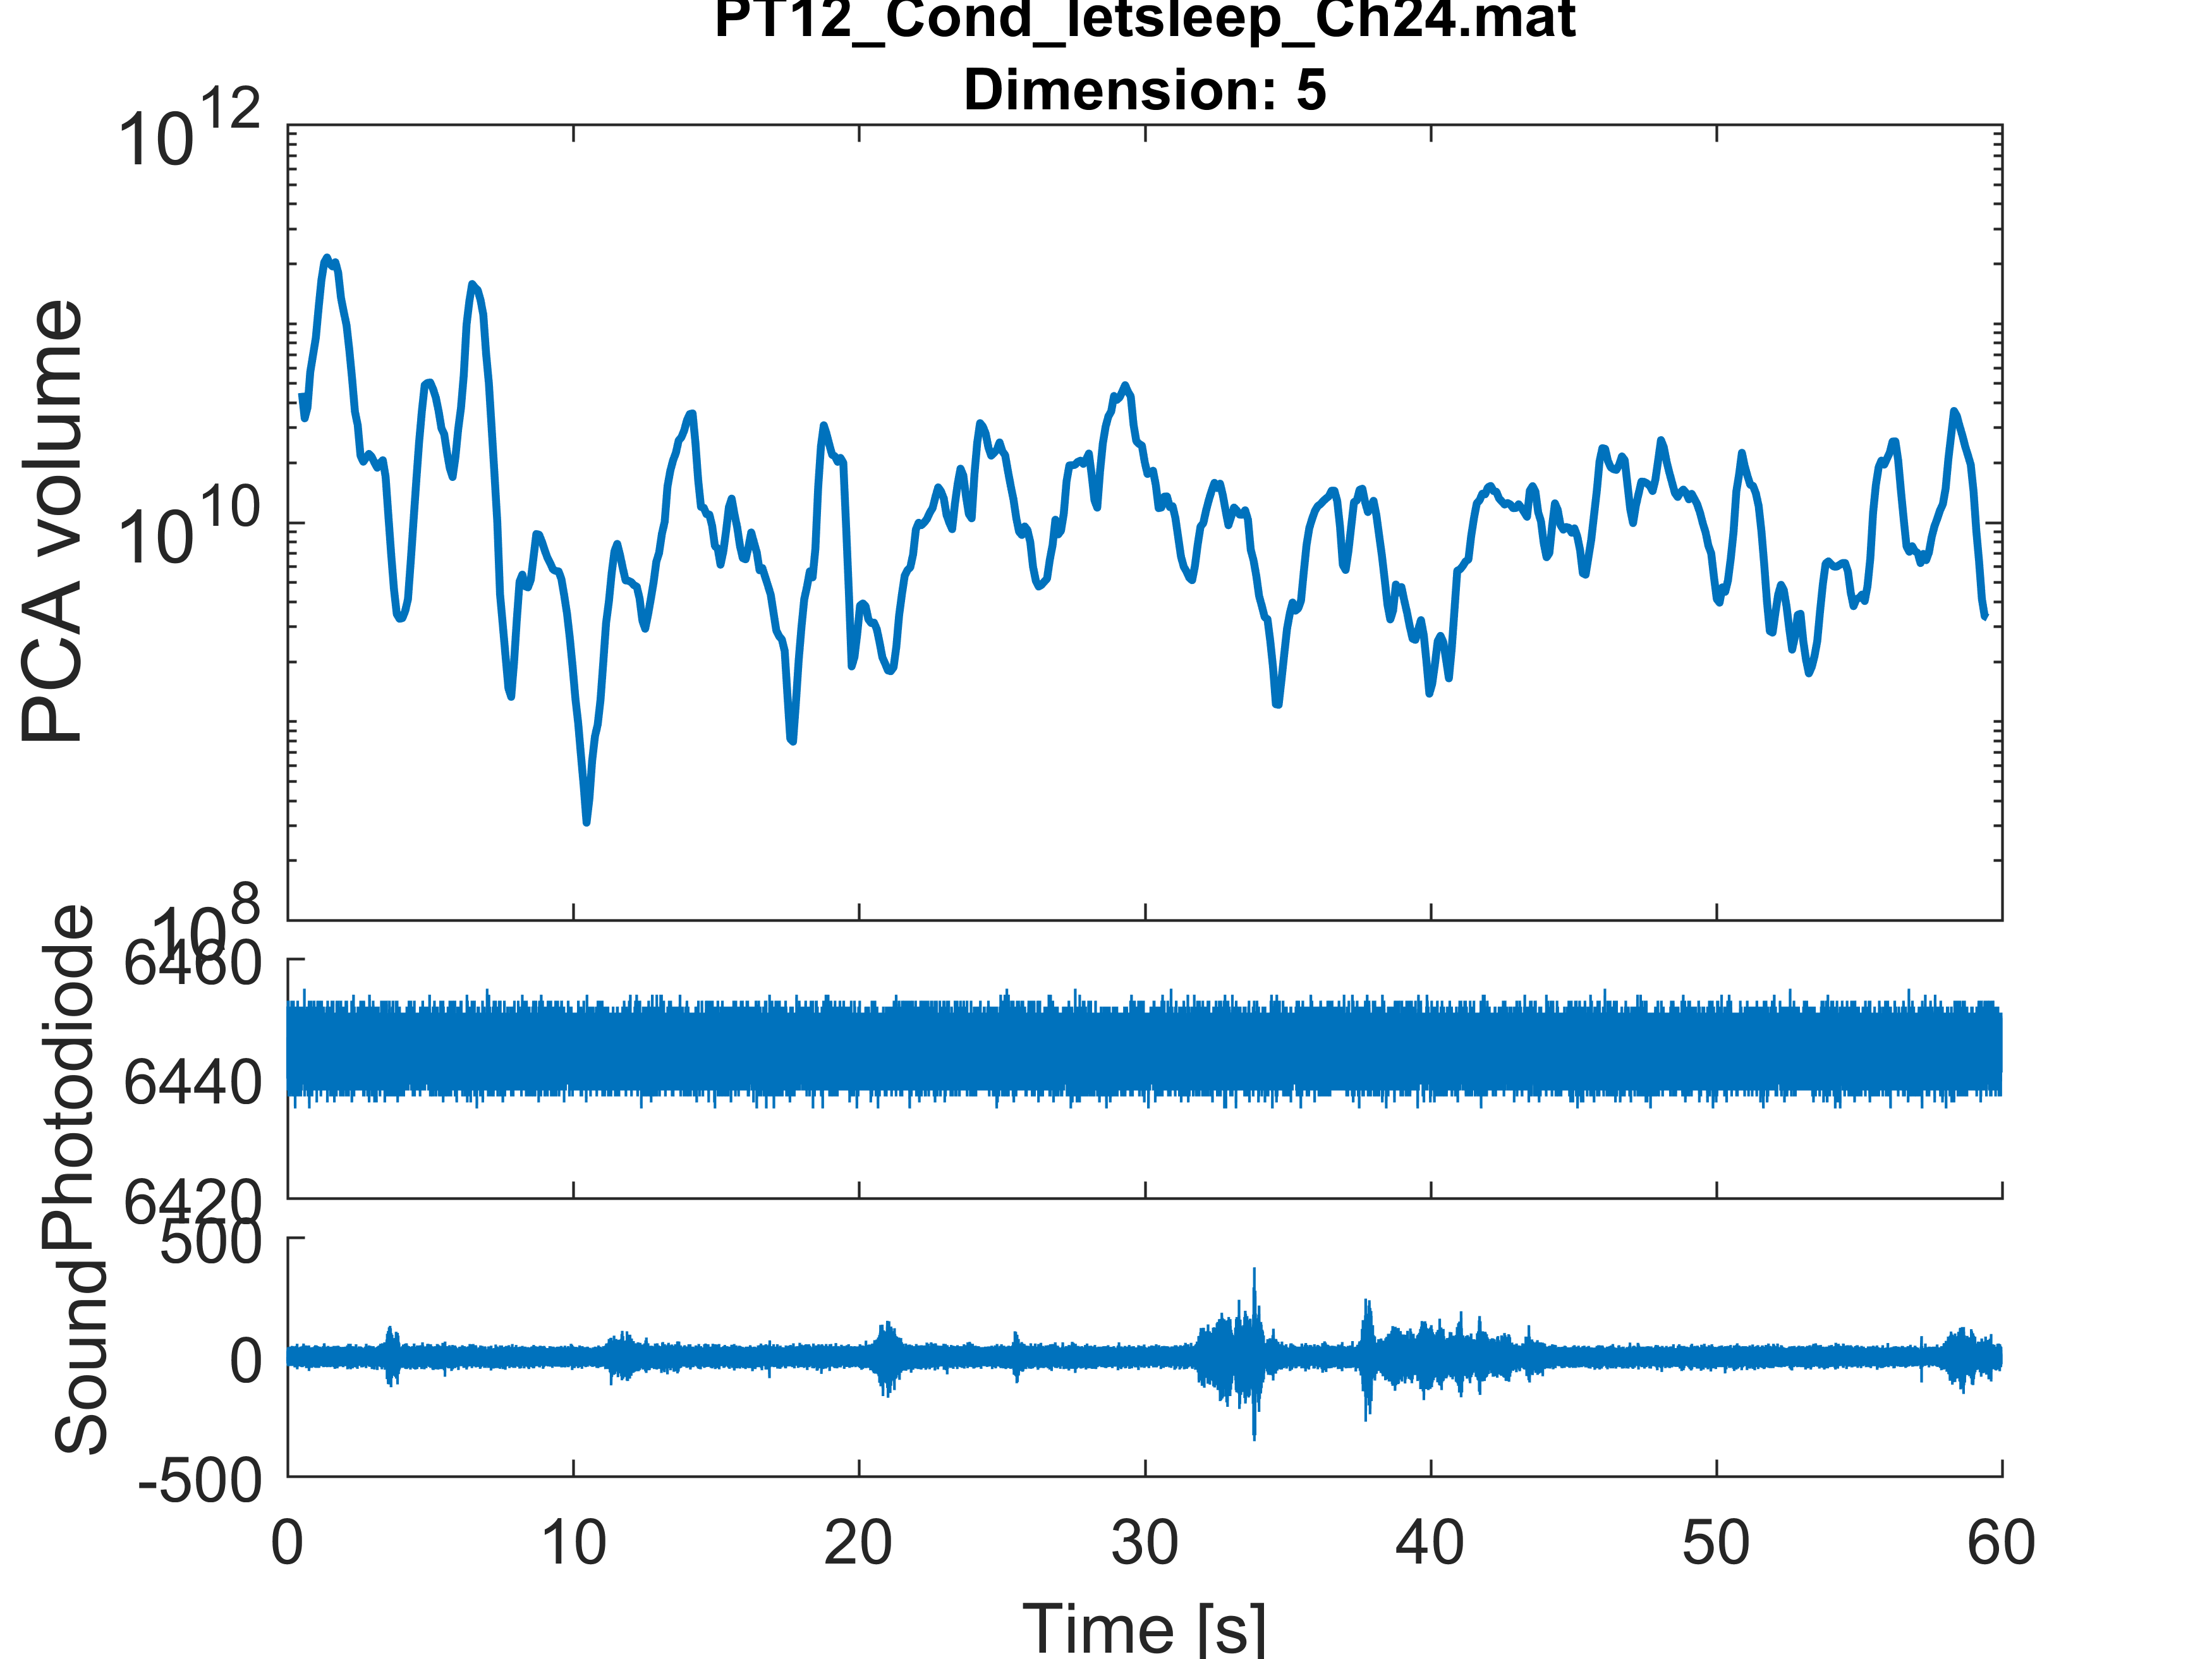 PT12_Cond_letsleep_Ch24.mat
Dimension: 5
PCA volume
10^12
10^10
10^8
Photodiode
6460
6440
6420
Sound
500
0
-500
0 10 20 30 40 50 60
Time [s]